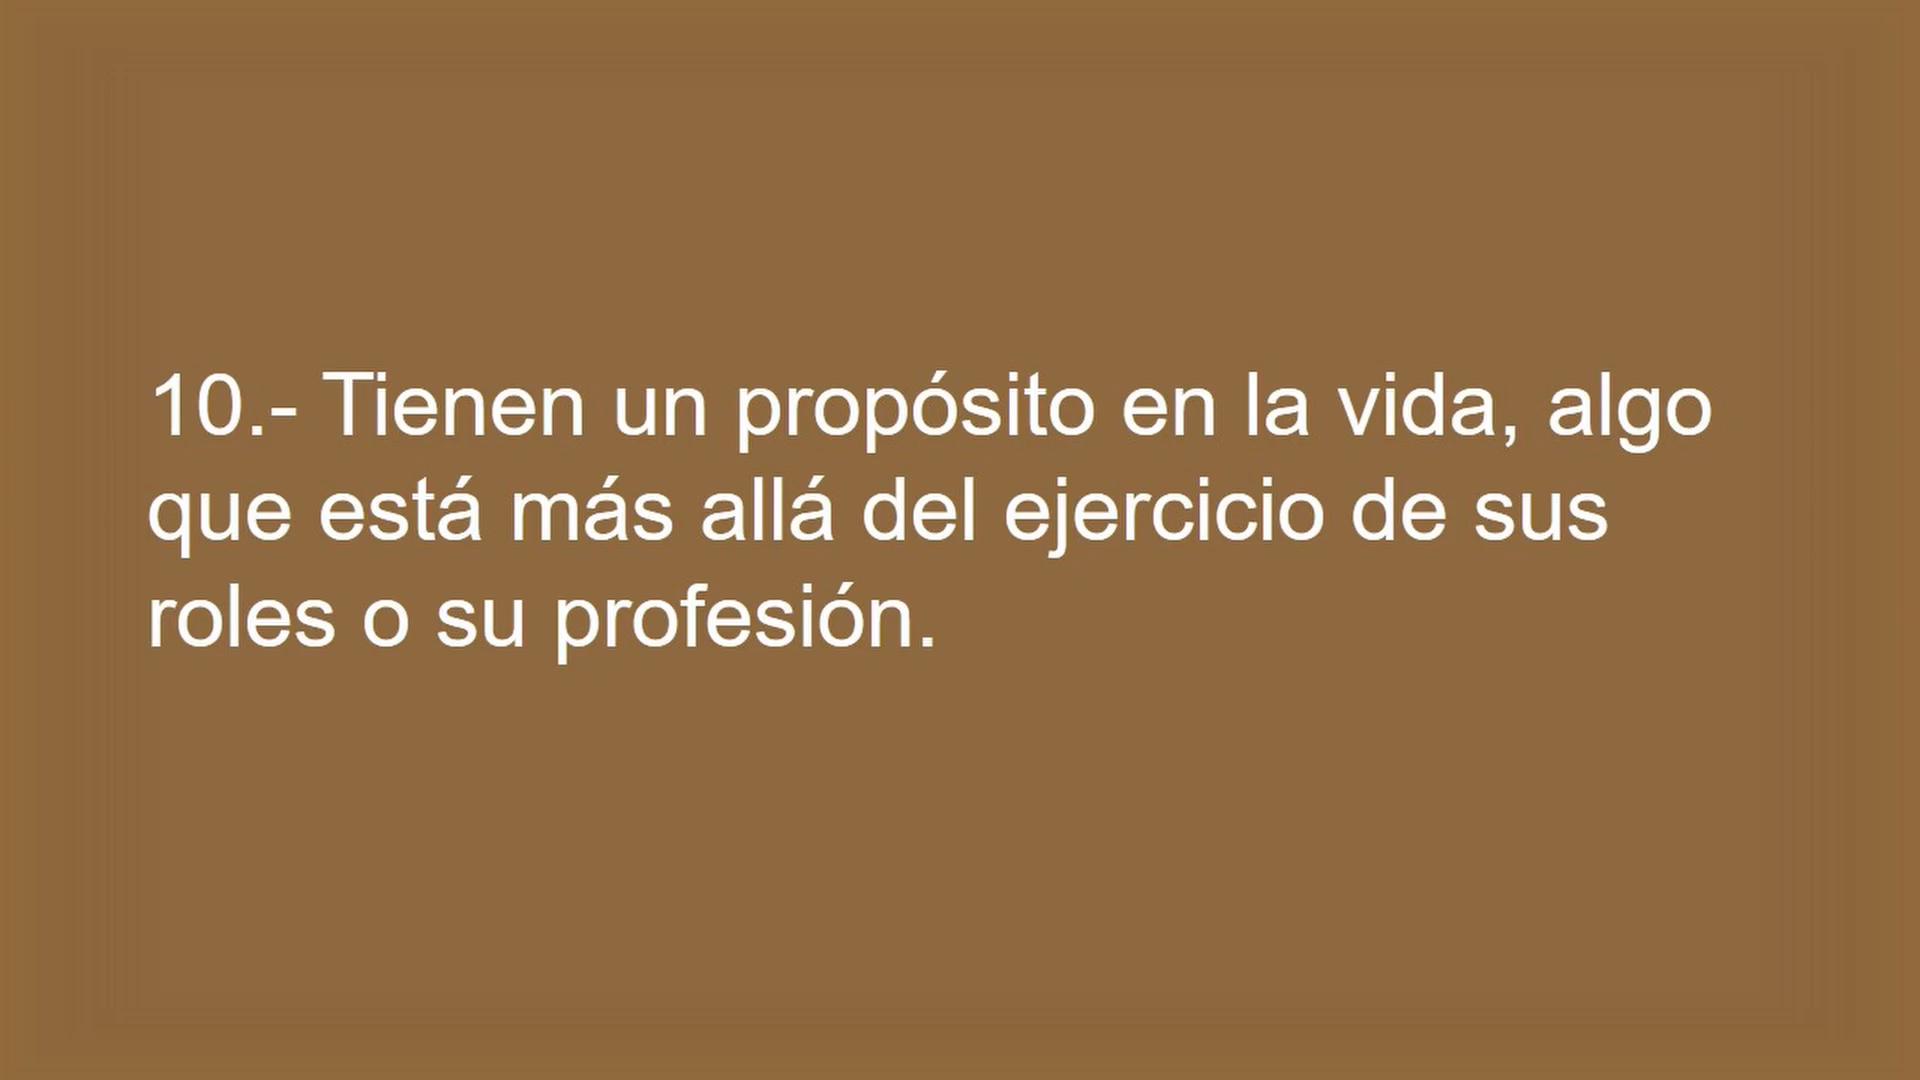 10.- Tienen un propósito en la vida, algo
que está más allá del ejercicio de sus
roles o su profesión.